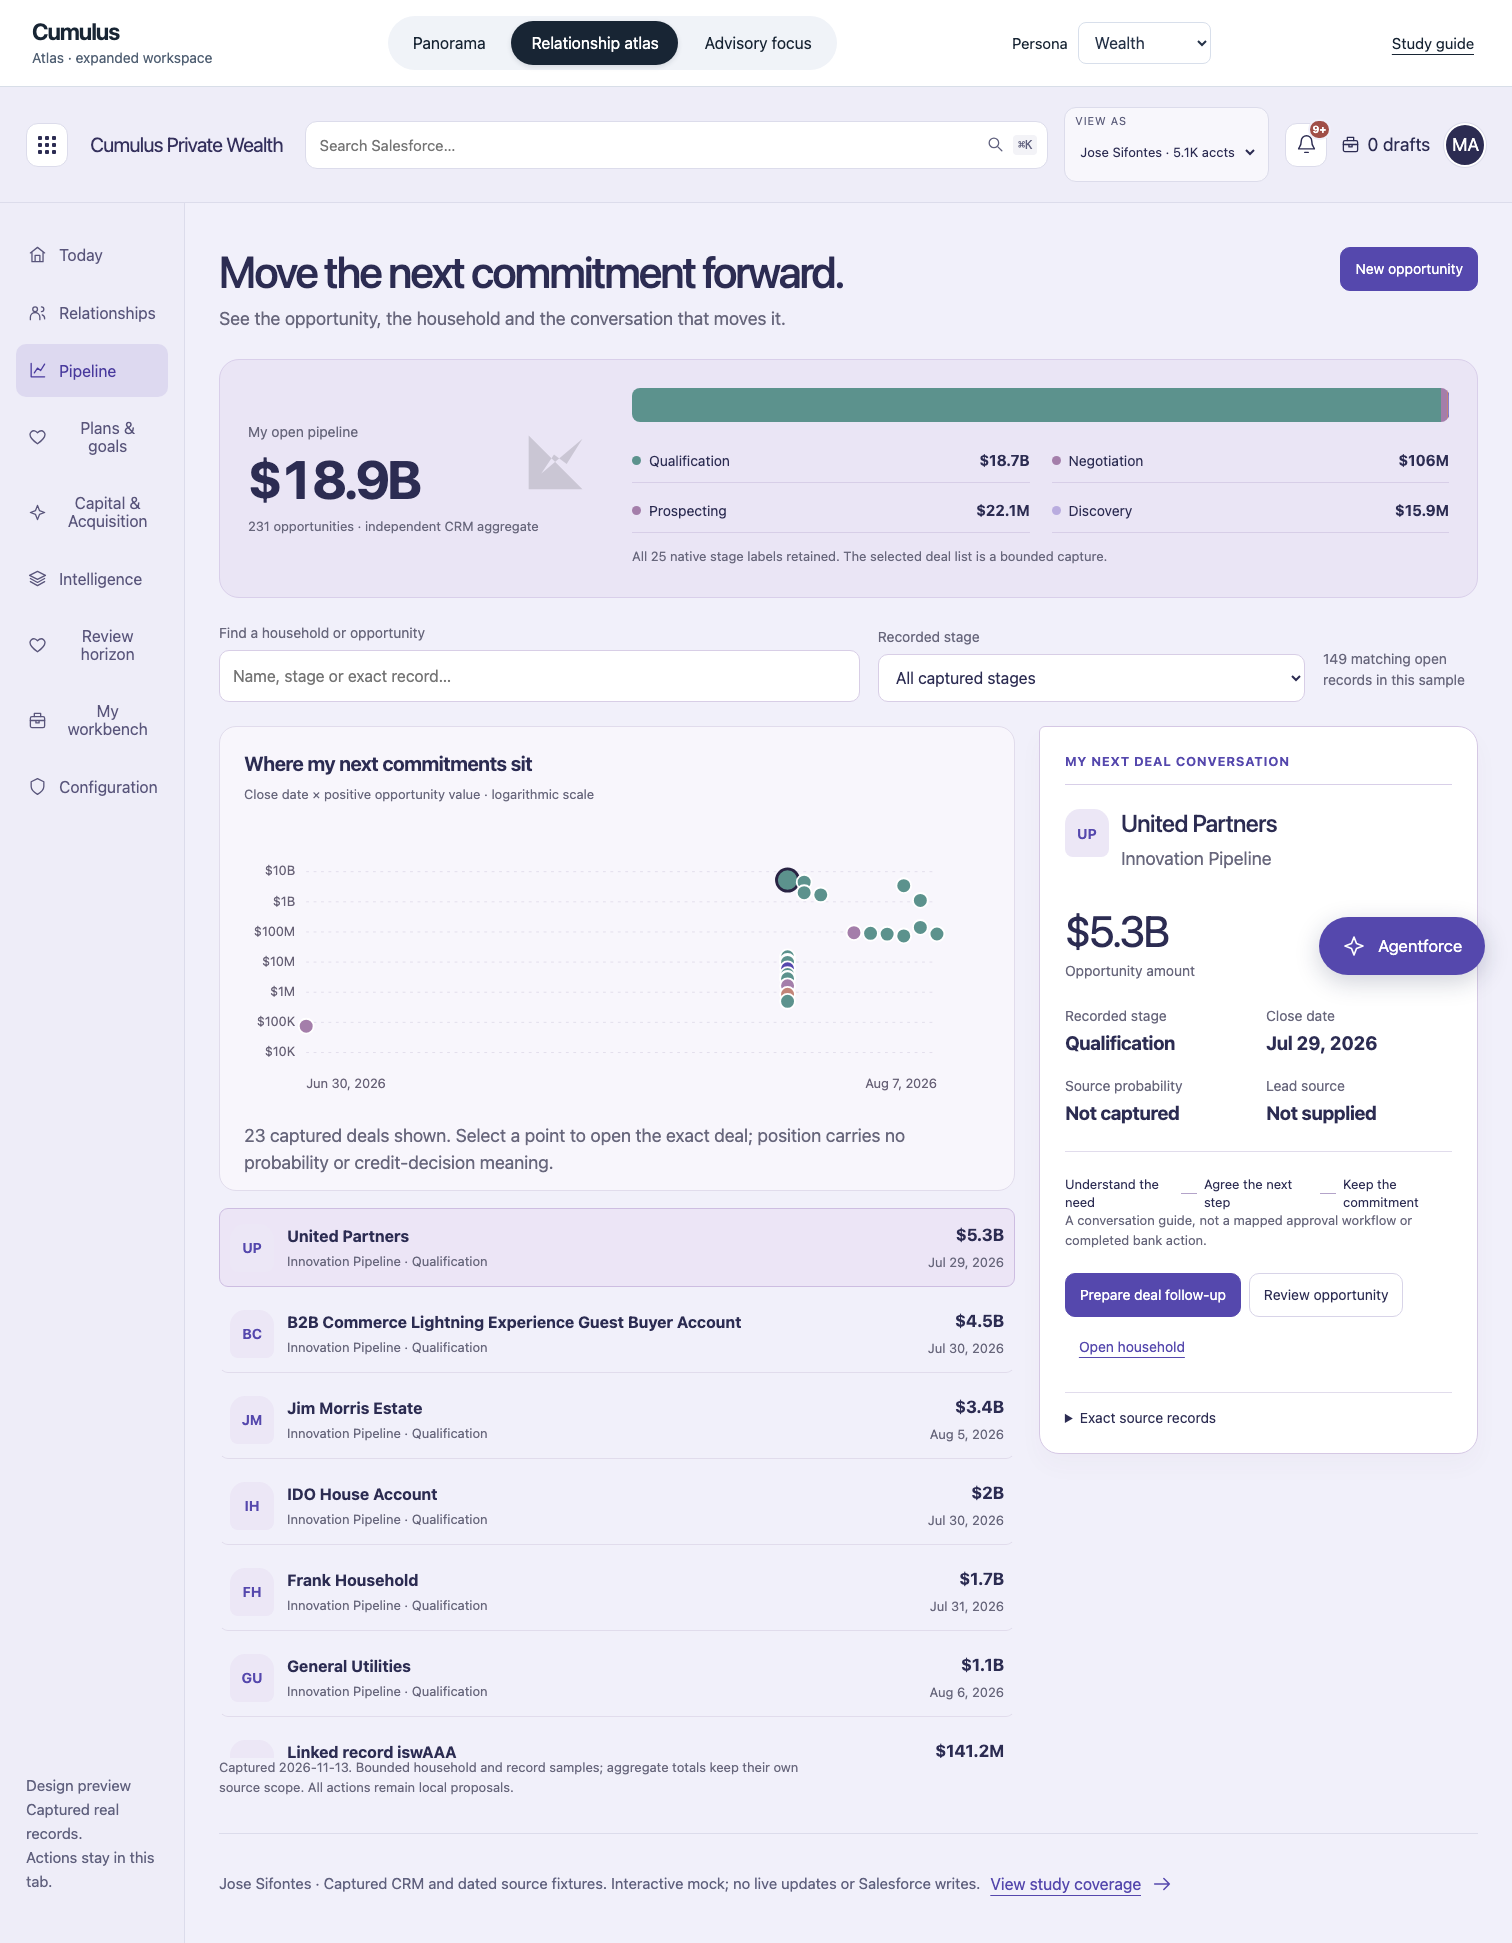 Cumulus
Atlas · expanded workspace
Panorama
Relationship atlas
Advisory focus
Persona
Wealth
Study guide
Cumulus Private Wealth
Search Salesforce...
⌘K
VIEW AS
Jose Sifontes · 5.1K accts
9+
0 drafts
MA
Today
Relationships
Pipeline
Plans &
goals
Capital &
Acquisition
Intelligence
Review
horizon
My
workbench
Configuration
Design preview
Captured real
records.
Actions stay in this
tab.
Move the next commitment forward.
See the opportunity, the household and the conversation that moves it.
New opportunity
My open pipeline
$18.9B
231 opportunities · independent CRM aggregate
Qualification
$18.7B
Negotiation
$106M
Prospecting
$22.1M
Discovery
$15.9M
All 25 native stage labels retained. The selected deal list is a bounded capture.
Find a household or opportunity
Name, stage or exact record...
Recorded stage
All captured stages
149 matching open
records in this sample
Where my next commitments sit
Close date × positive opportunity value · logarithmic scale
$10B
$1B
$100M
$10M
$1M
$100K
$10K
Jun 30, 2026
Aug 7, 2026
23 captured deals shown. Select a point to open the exact deal; position carries no
probability or credit-decision meaning.
UP
United Partners
Innovation Pipeline · Qualification
$5.3B
Jul 29, 2026
BC
B2B Commerce Lightning Experience Guest Buyer Account
Innovation Pipeline · Qualification
$4.5B
Jul 30, 2026
JM
Jim Morris Estate
Innovation Pipeline · Qualification
$3.4B
Aug 5, 2026
IH
IDO House Account
Innovation Pipeline · Qualification
$2B
Jul 30, 2026
FH
Frank Household
Innovation Pipeline · Qualification
$1.7B
Jul 31, 2026
GU
General Utilities
Innovation Pipeline · Qualification
$1.1B
Aug 6, 2026
Linked record iswAAA
$141.2M
Captured 2026-11-13. Bounded household and record samples; aggregate totals keep their own
source scope. All actions remain local proposals.
MY NEXT DEAL CONVERSATION
UP
United Partners
Innovation Pipeline
$5.3B
Opportunity amount
Agentforce
Recorded stage
Qualification
Close date
Jul 29, 2026
Source probability
Not captured
Lead source
Not supplied
Understand the
need
Agree the next
step
Keep the
commitment
A conversation guide, not a mapped approval workflow or
completed bank action.
Prepare deal follow-up
Review opportunity
Open household
Exact source records
Jose Sifontes · Captured CRM and dated source fixtures. Interactive mock; no live updates or Salesforce writes.
View study coverage